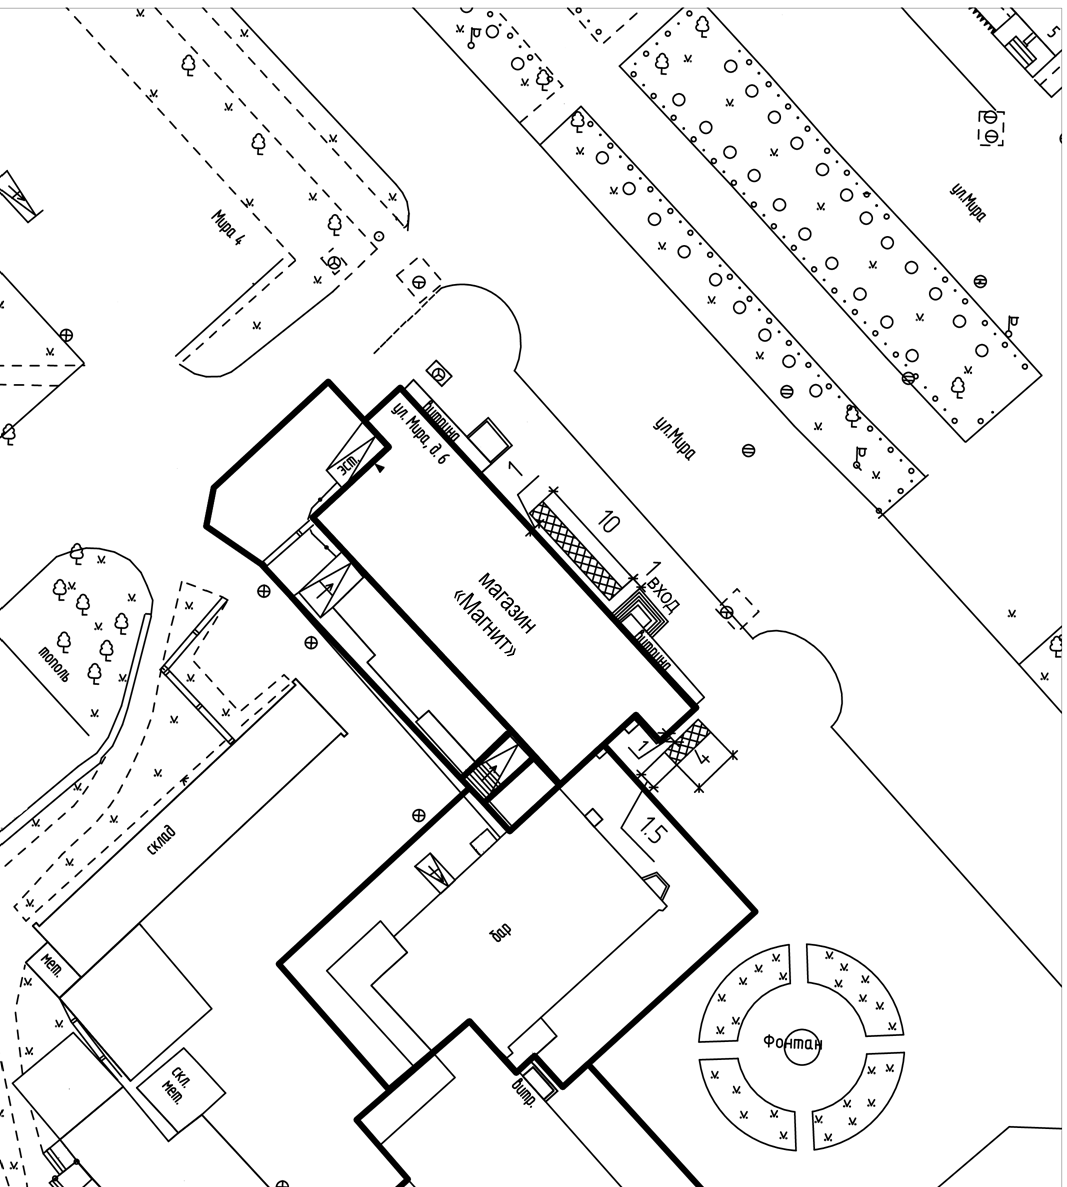 5
ул.Мира
Мира 4
витрина
ул. Мира, д. 6
ул.Мира
эст.
1
10
1
вход
магазин
«Магнит»
витрина
тополь
1
4
1.5
склад
бар
мет.
Фонтан
скл.
мет.
витр.